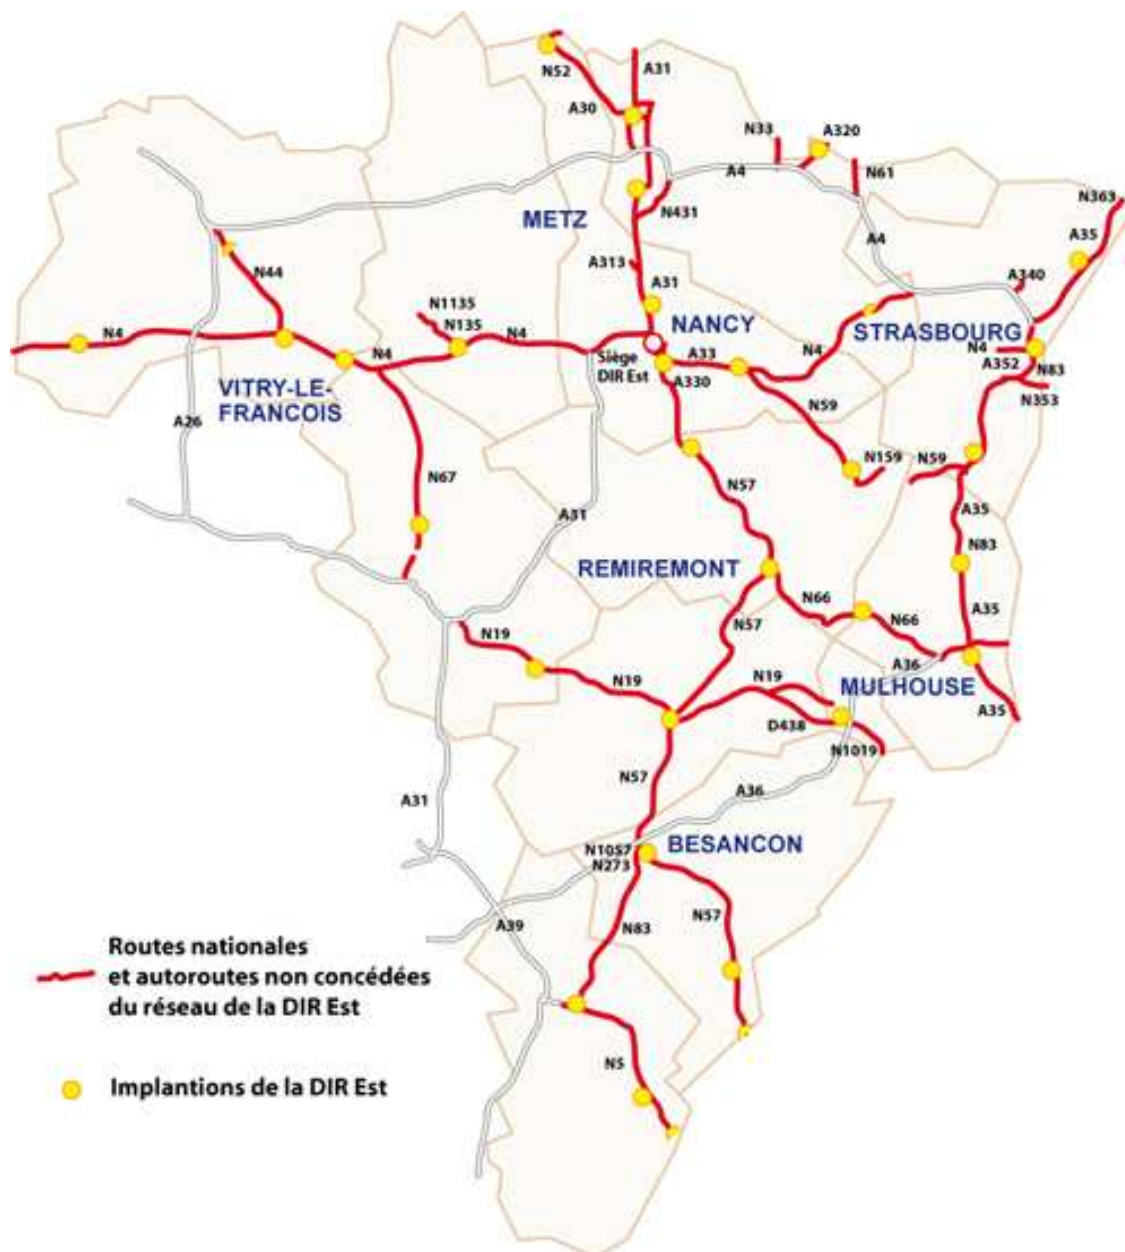 N52
A31
A30
N33
A320
A4
N61
N363
METZ
N431
A4
A35
N44
A313
A340
N1135
A31
N135
N4
N4
NANCY
STRASBOURG
N4
N4
Siège
DIR Est
A33
N4
A352
N83
A330
N353
VITRY-LE-
FRANCOIS
A26
N59
N67
N57
N159
N59
A31
A35
REMIREMONT
N83
N66
N66
A35
N19
N57
A36
N19
N19
MULHOUSE
D438
A35
N1019
N57
A36
A31
N1057
N273
BESANCON
A39
N83
N57
Routes nationales
et autoroutes non concédées
du réseau de la DIR Est
N5
Implantions de la DIR Est